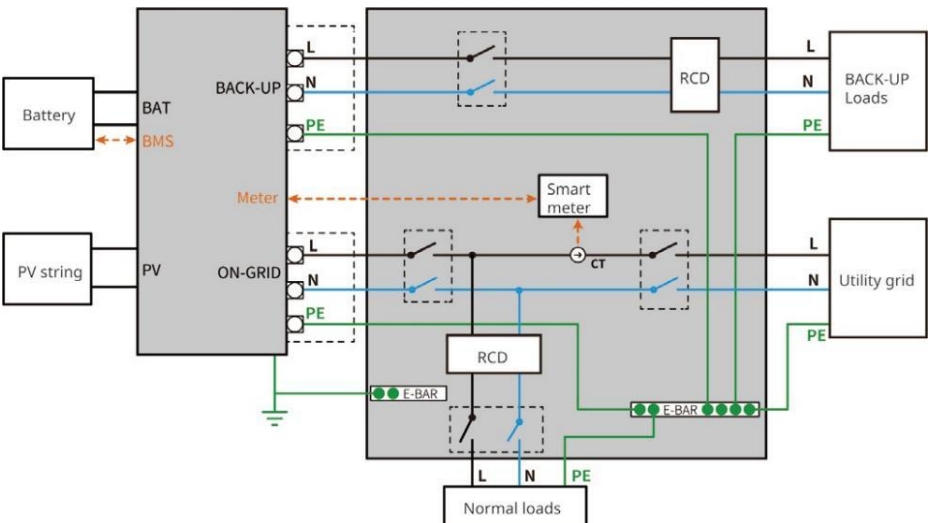 L
N
PE
BACK-UP
RCD
L
N
PE
BACK-UP
Loads
Battery
BAT
BMS
Meter
Smart
meter
PV string
PV
ON-GRID
L
N
PE
CT
L
N
PE
Utility grid
RCD
E-BAR
E-BAR
L
N
PE
Normal loads